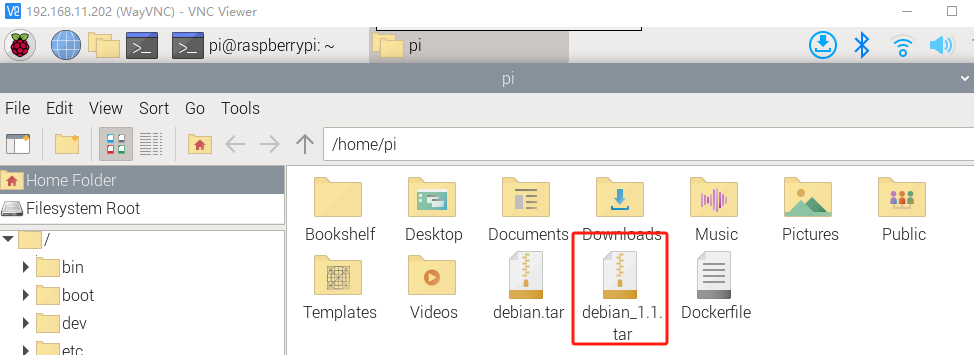 192.168.11.202 (WayVNC) - VNC Viewer
pi@raspberrypi: ~
pi
pi
File Edit View Sort Go Tools
/home/pi
Home Folder
Filesystem Root
/
bin
boot
dev
etc
Bookshelf Desktop Documents Downloads Music Pictures Public
Templates Videos debian.tar debian_1.1. Dockerfile
tar